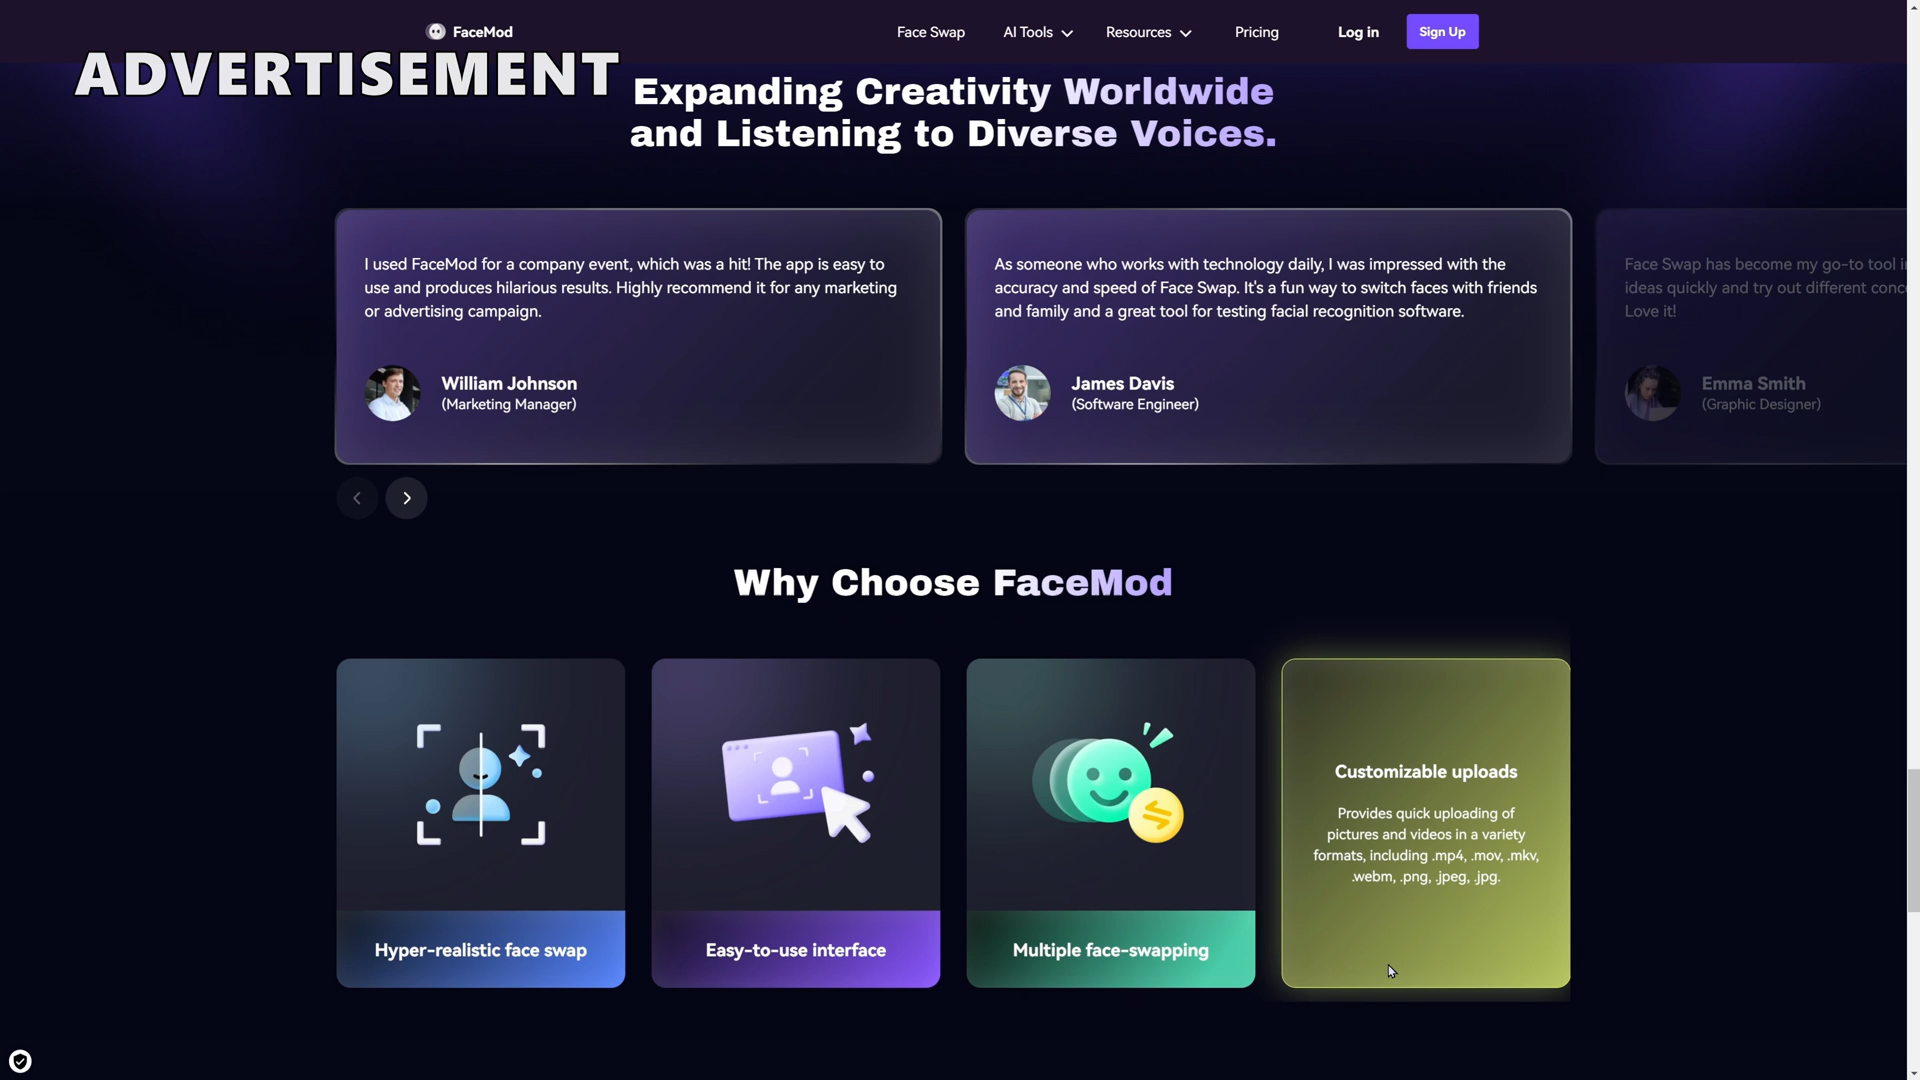 FaceMod
Face Swap
AI Tools
Resources
Pricing
Log in
Sign Up
ADVERTISEMENT
Expanding Creativity Worldwide
and Listening to Diverse Voices.
I used FaceMod for a company event, which was a hit! The app is easy to
use and produces hilarious results. Highly recommend it for any marketing
or advertising campaign.
William Johnson
(Marketing Manager)
As someone who works with technology daily, I was impressed with the
accuracy and speed of Face Swap. It's a fun way to switch faces with friends
and family and a great tool for testing facial recognition software.
James Davis
(Software Engineer)
Face Swap has become my go-to tool
ideas quickly and try out different
Love it!
Emma Smith
(Graphic Designer)
Why Choose FaceMod
Hyper-realistic face swap
Easy-to-use interface
Multiple face-swapping
Customizable uploads
Provides quick uploading of
pictures and videos in a variety
formats, including .mp4, .mov, .mkv,
.webm, .png, .jpeg, .jpg.